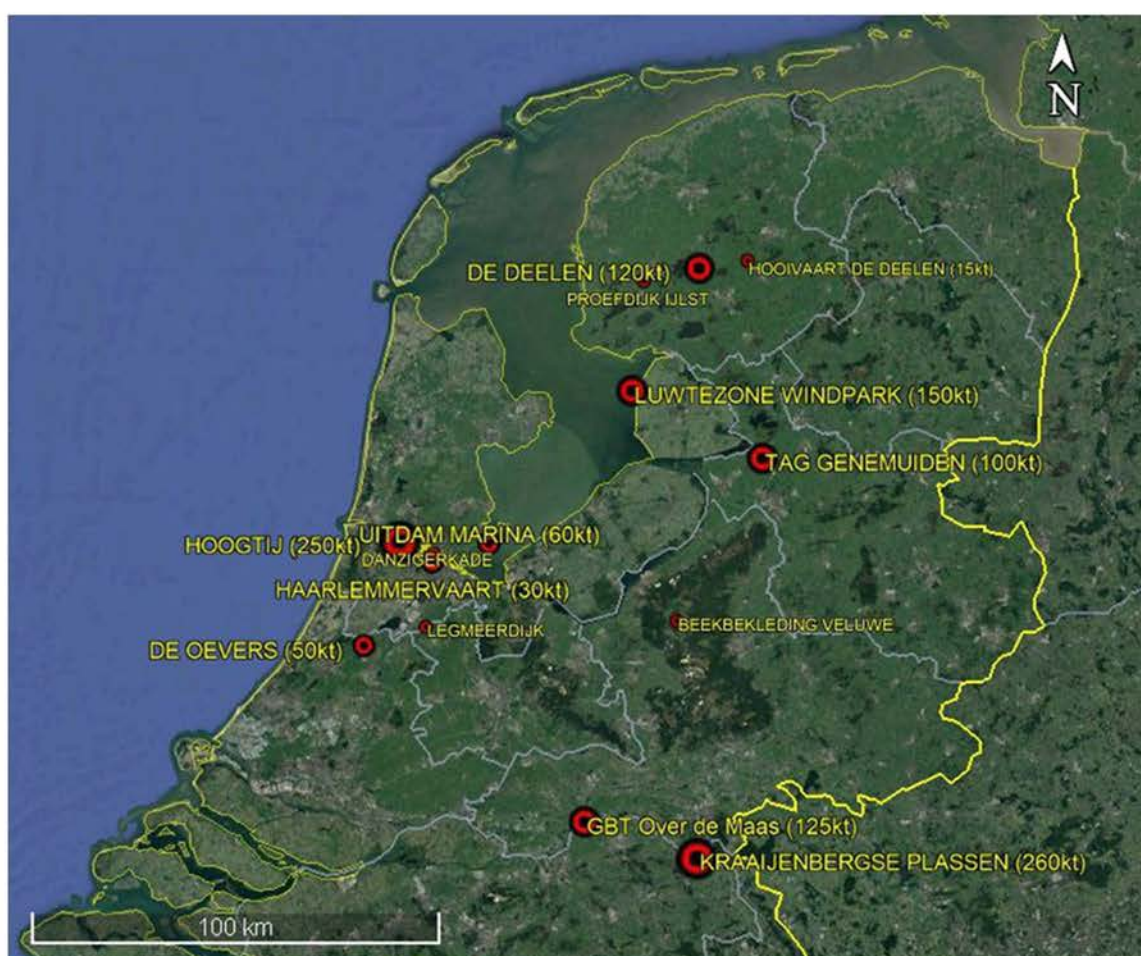 N
DE DEELEN (120kt)
HOOIVAART DE DEELEN (15kt)
PROEFDIJK IJLST
LUWTEZONE WINDPARK (150kt)
TAG GENEMUIDEN (100kt)
UITDAM MARINA (60kt)
HOOGTIJ (250kt)
DANZIGERKADE
HAARLEMMERVAART (30kt)
LEGMEERDIJK
BEEKBEKLEDING VELUWE
DE OEVERS (50kt)
GBT Over de Maas (125kt)
KRAAIJENBERGSE PLASSEN (260kt)
100 km